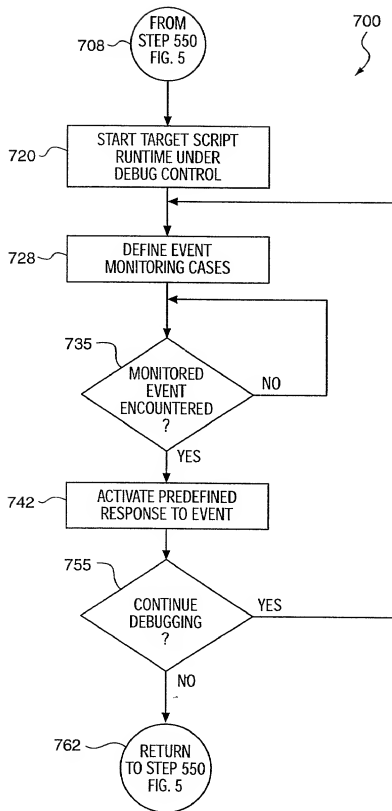 FROM
STEP 550
FIG. 5
708
700
START TARGET SCRIPT
RUNTIME UNDER
DEBUG CONTROL
720
DEFINE EVENT
MONITORING CASES
728
735
MONITORED
EVENT
ENCOUNTERED
?
NO
YES
ACTIVATE PREDEFINED
RESPONSE TO EVENT
742
755
CONTINUE
DEBUGGING
?
YES
NO
762
RETURN
TO STEP 550
FIG. 5